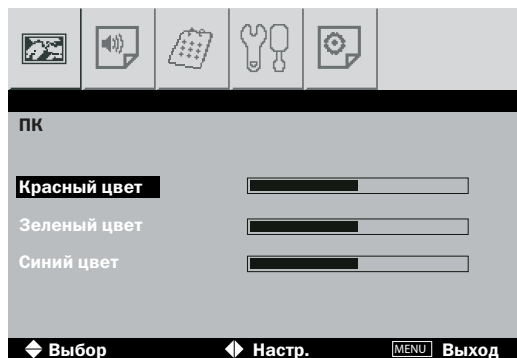 ПК
Красный цвет
Зеленый цвет
Синий цвет
Выбор Настр. MENU Выход